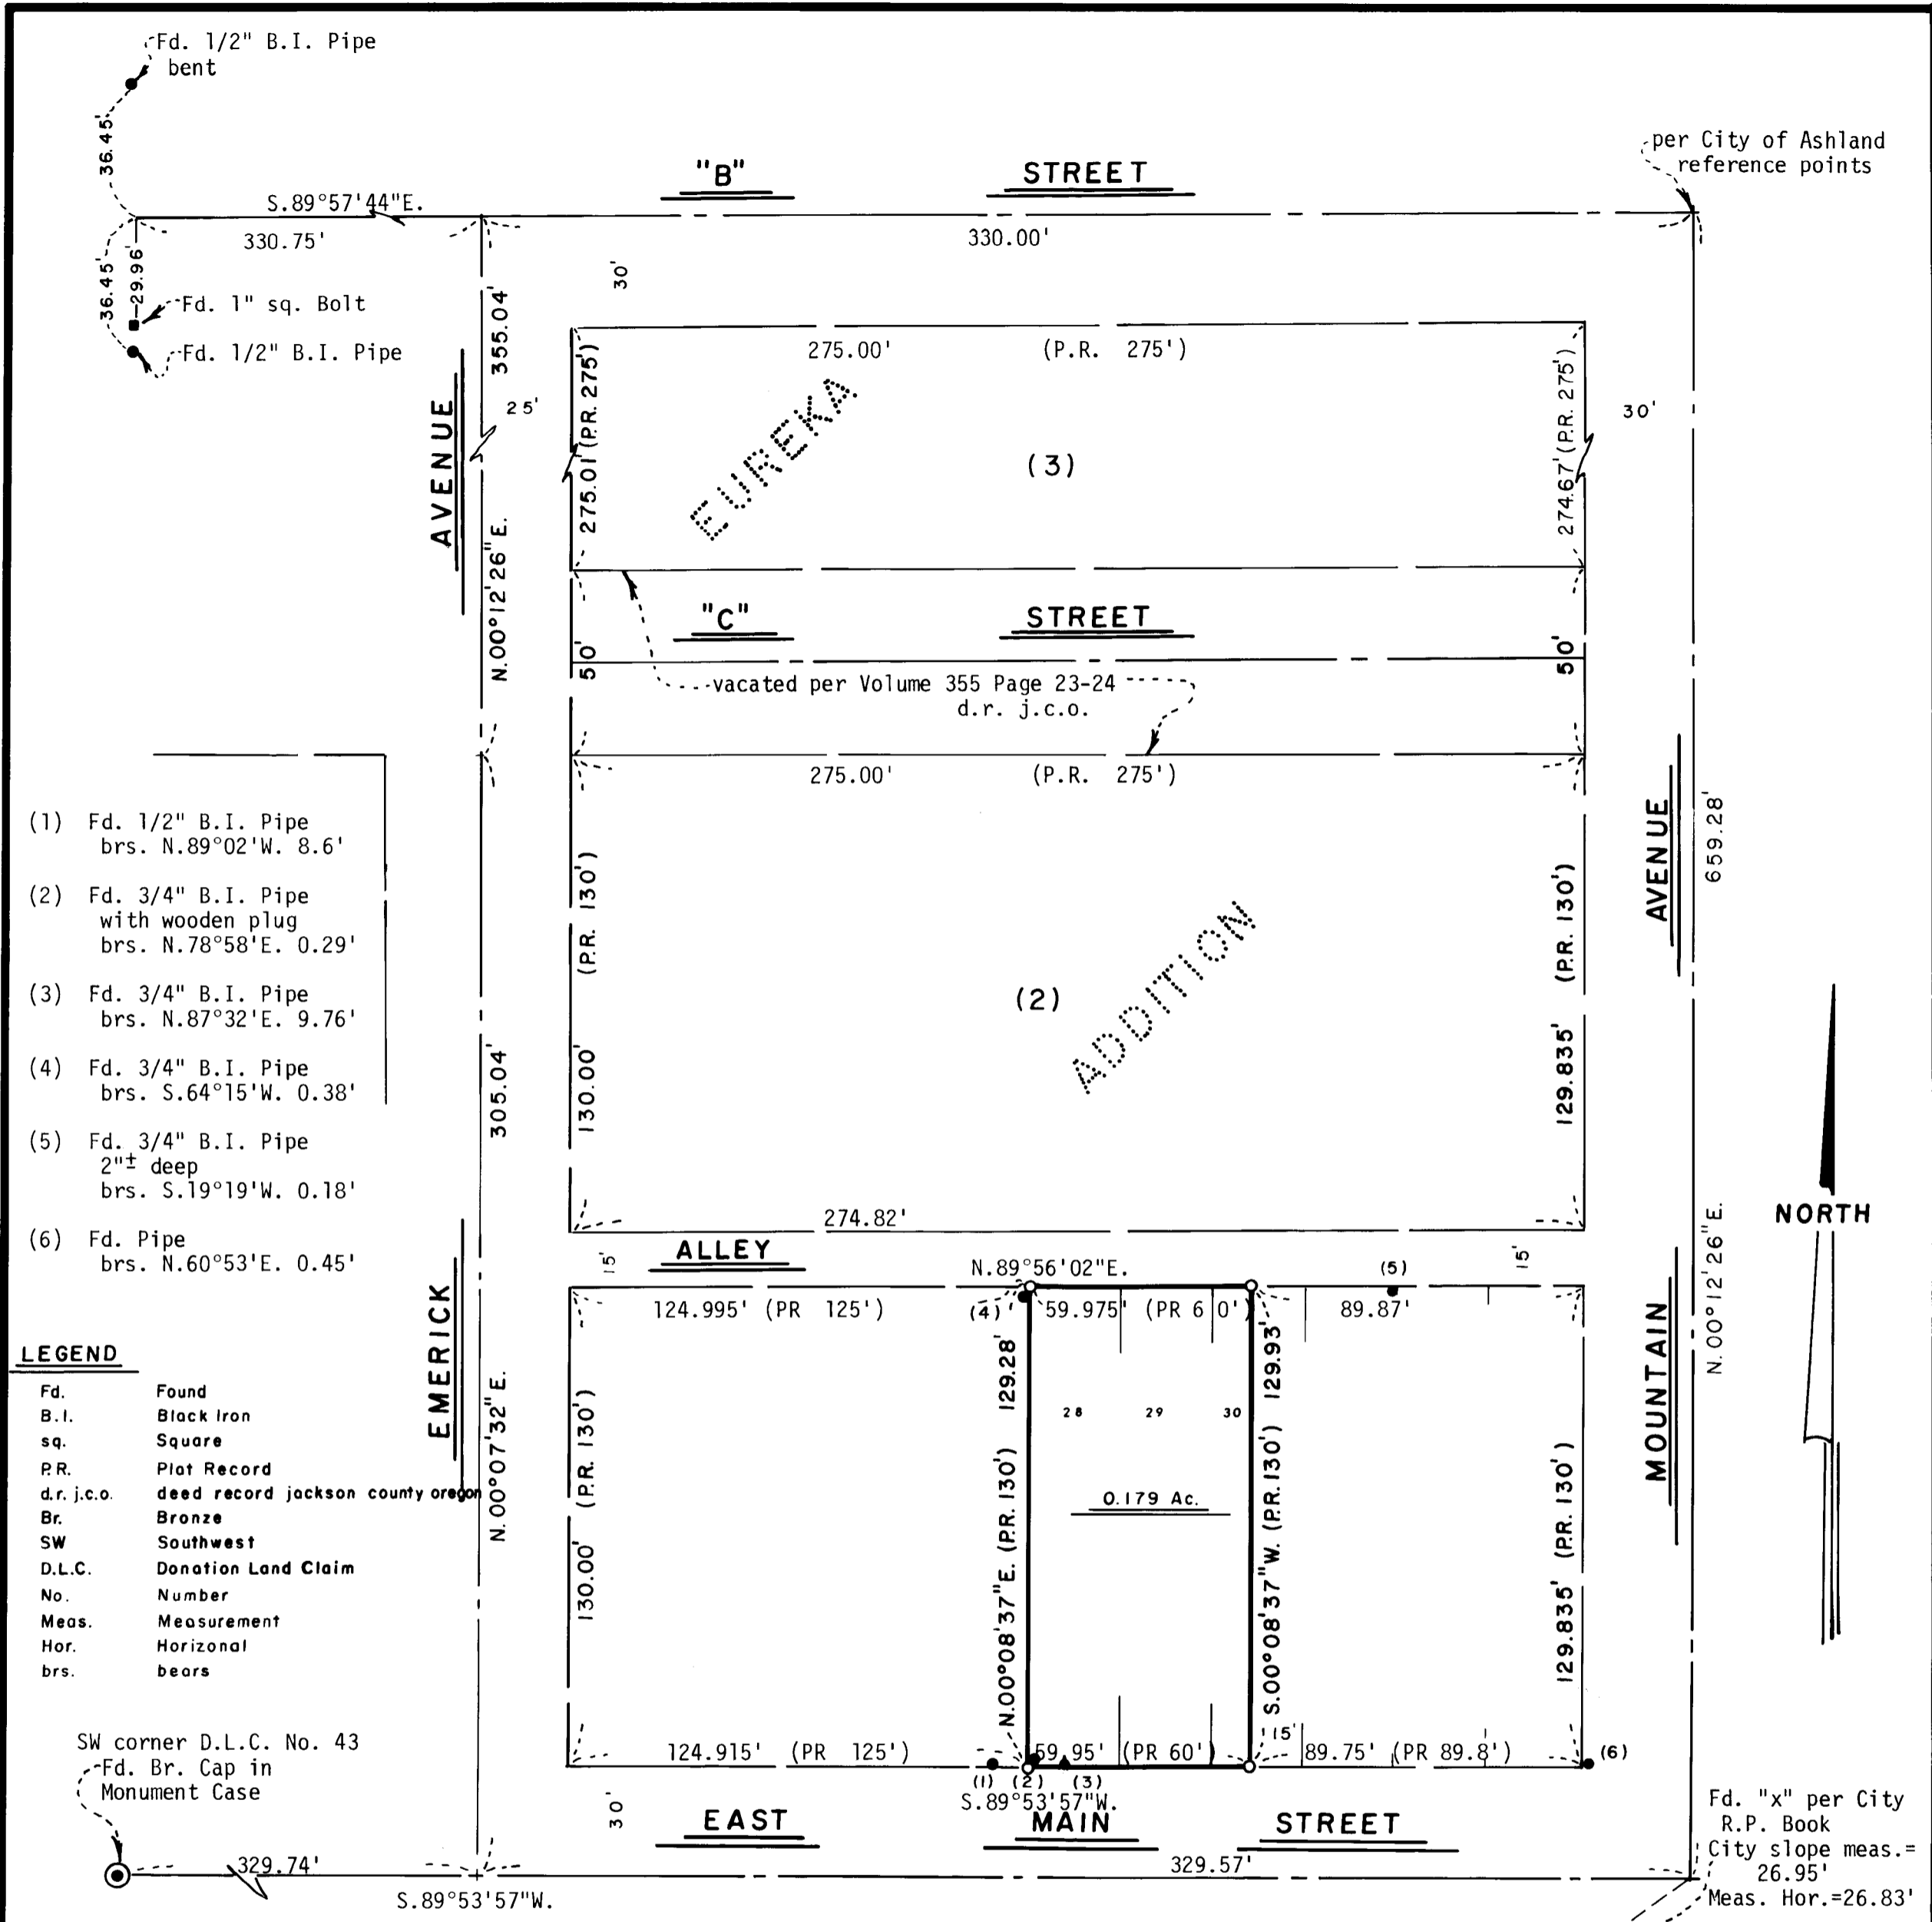 Fd. 1/2" B.I. Pipe
bent
36.45'
per City of Ashland
reference points
"B" STREET
S.89°57'44"E.
330.75'
330.00'
36.45'
29.96'
Fd. 1" sq. Bolt
Fd. 1/2" B.I. Pipe
355.04'
30'
275.00' (P.R. 275')
275.01'(P.R. 275')
274.67'(P.R. 275')
25'
30'
AVENUE
EUREKA
(3)
N.00°12'26"E.
"C" STREET
50'
50'
vacated per Volume 355 Page 23-24
d.r. j.c.o.
275.00' (P.R. 275')
(1) Fd. 1/2" B.I. Pipe
brs. N.89°02'W. 8.6'
(2) Fd. 3/4" B.I. Pipe
with wooden plug
brs. N.78°58'E. 0.29'
(3) Fd. 3/4" B.I. Pipe
brs. N.87°32'E. 9.76'
(4) Fd. 3/4" B.I. Pipe
brs. S.64°15'W. 0.38'
(5) Fd. 3/4" B.I. Pipe
2"± deep
brs. S.19°19'W. 0.18'
(6) Fd. Pipe
brs. N.60°53'E. 0.45'
305.04'
130.00' (P.R. 130')
(2)
ADDITION
129.835' (P.R. 130')
AVENUE
659.28'
NORTH
N.00°12'26"E.
274.82'
15'
ALLEY
15'
N.89°56'02"E.
(5)
124.995' (PR 125')
(4)
59.975' (PR 60')
89.87'
LEGEND
Fd. Found
B.I. Black Iron
sq. Square
P.R. Plat Record
d.r. j.c.o. deed record jackson county oregon
Br. Bronze
SW Southwest
D.L.C. Donation Land Claim
No. Number
Meas. Measurement
Hor. Horizonal
brs. bears
EMERICK
N.00°07'32"E.
130.00' (P.R. 130')
N.00°08'37"E. (P.R. 130') 129.28'
28 29 30
0.179 Ac.
S.00°08'37"W. (P.R. 130') 129.93'
129.835' (P.R. 130')
MOUNTAIN
SW corner D.L.C. No. 43
Fd. Br. Cap in
Monument Case
124.915' (PR 125')
59.95' (PR 60')
15'
89.75' (PR 89.8')
(6)
(1) (2) (3)
S.89°53'57"W.
30'
EAST MAIN STREET
329.74'
329.57'
S.89°53'57"W.
Fd. "x" per City
R.P. Book
City slope meas.=
26.95'
Meas. Hor.=26.83'